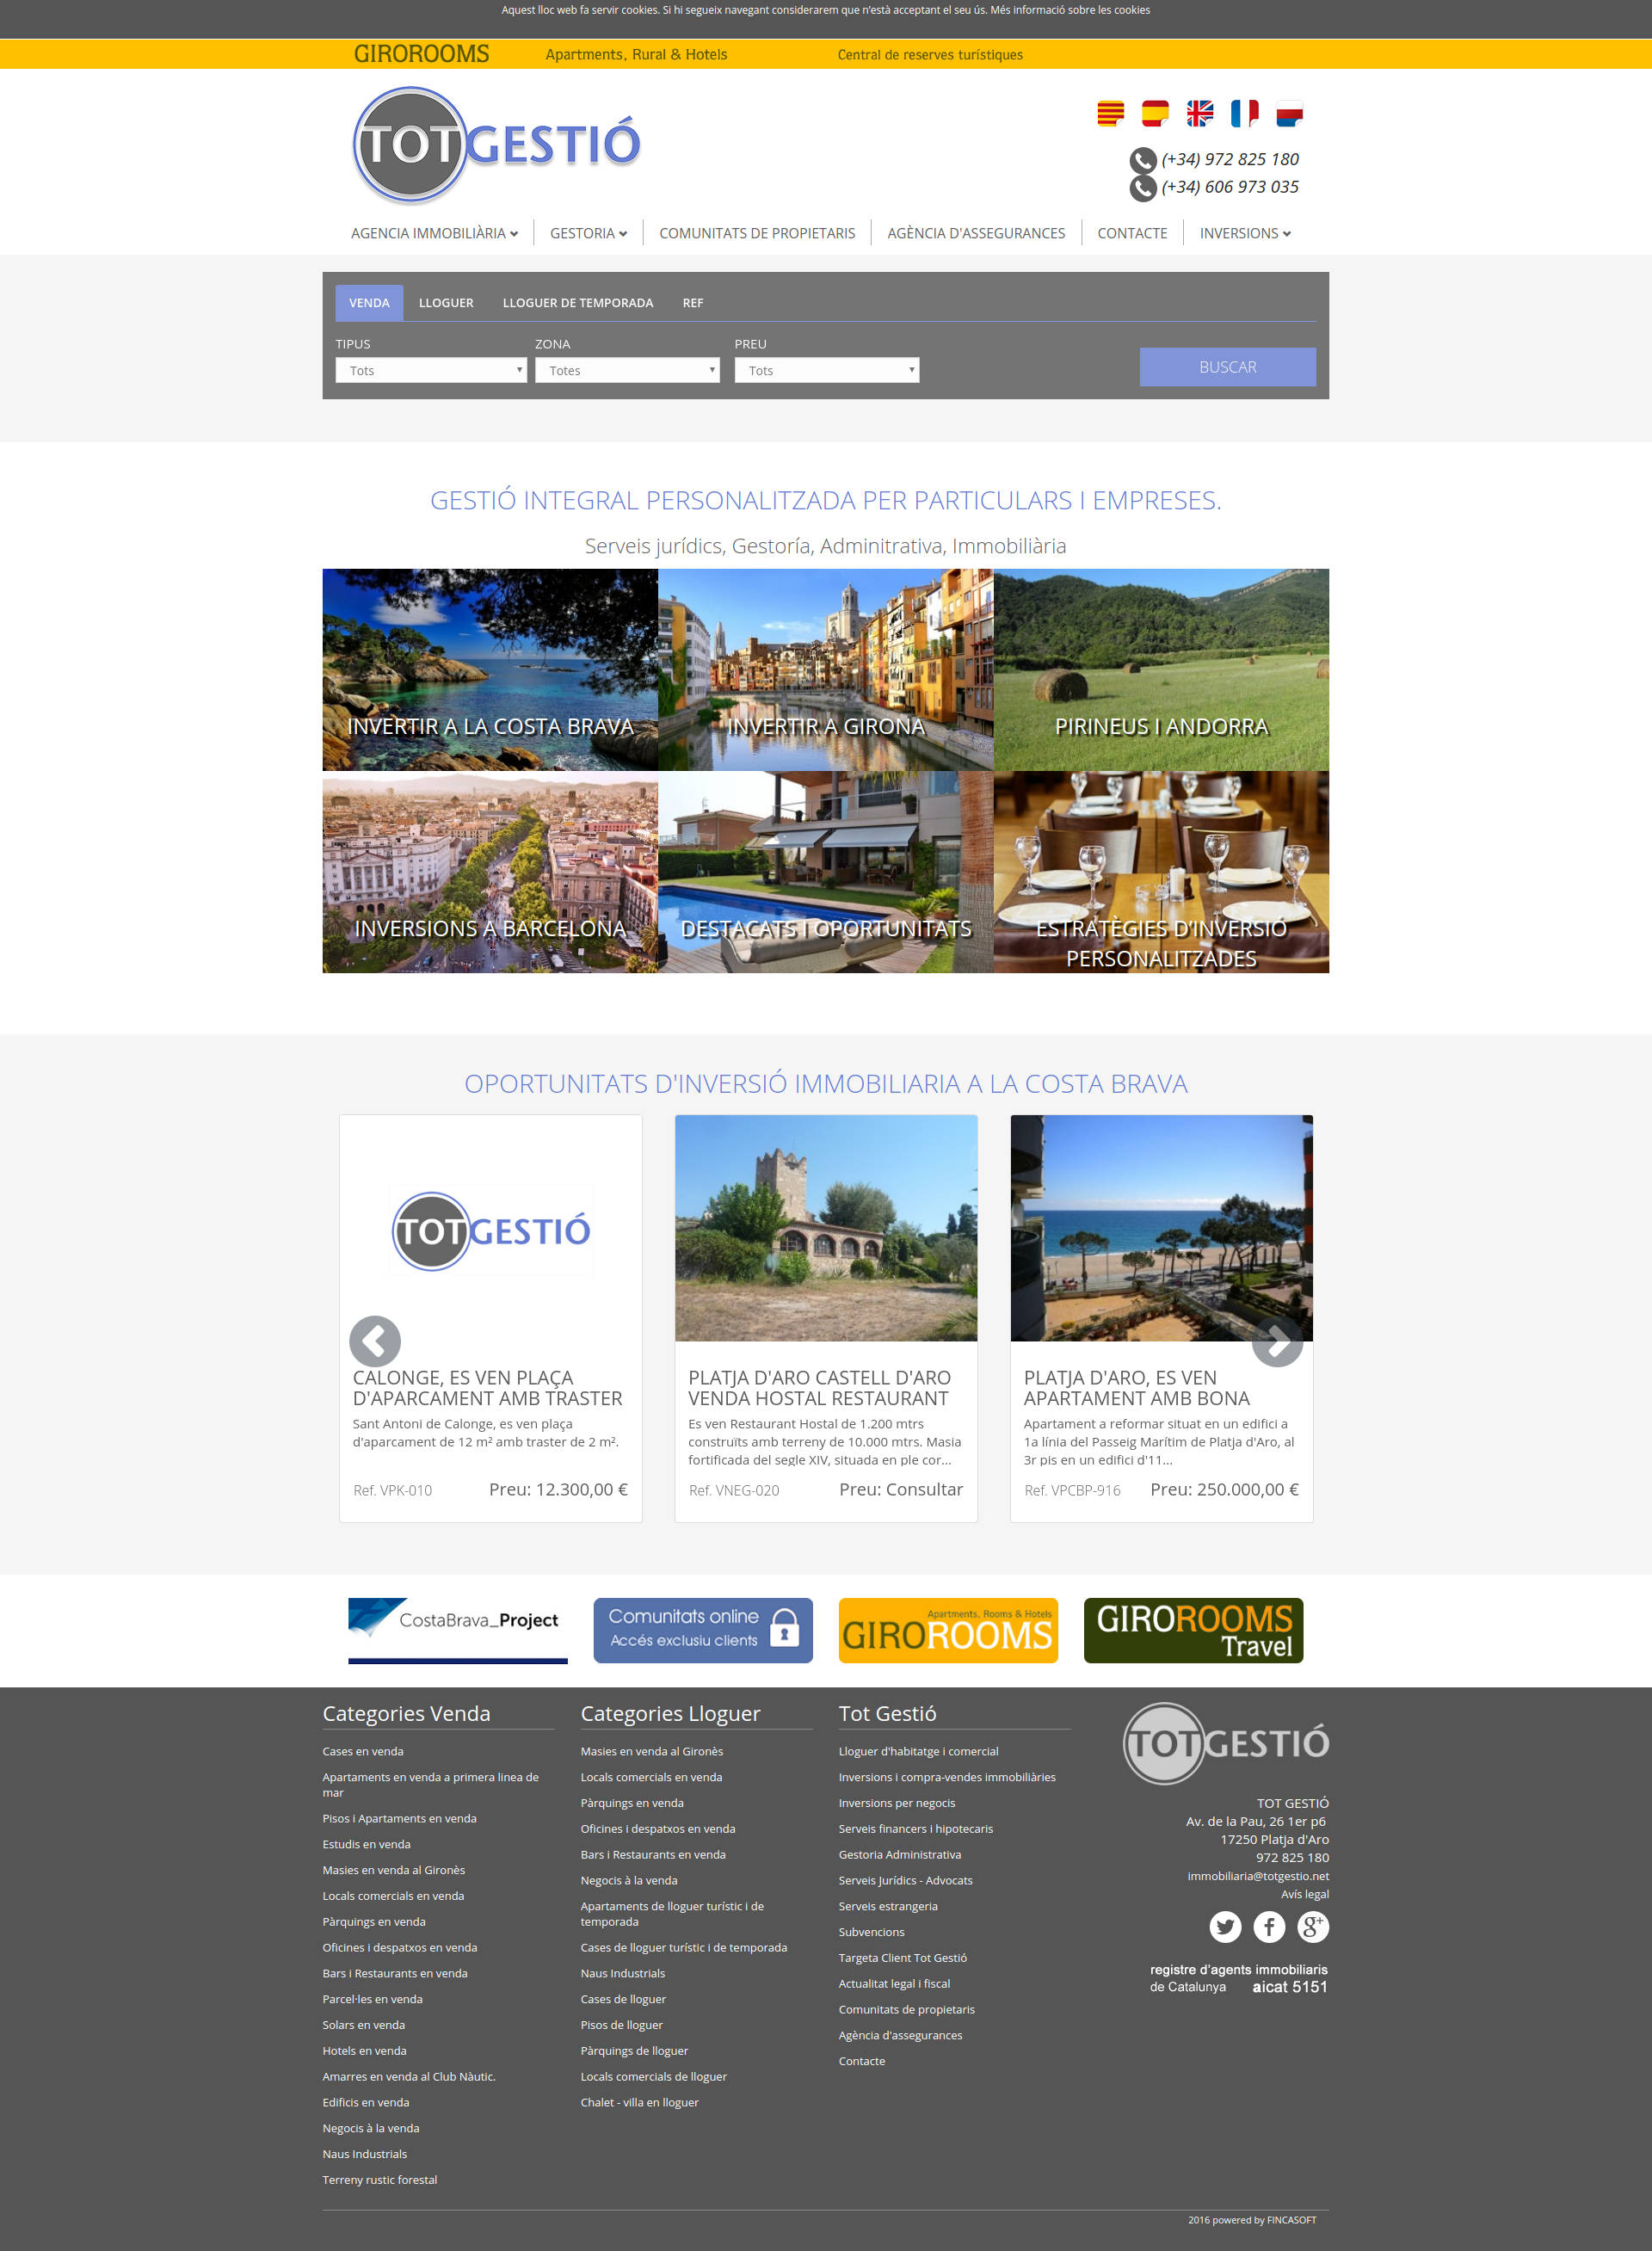 Aquest lloc web fa servir cookies. Si hi segueix navegant considerarem que n'està acceptant el seu ús. Més informació sobre les cookies
GIROROOMS Apartments, Rural & Hotels Central de reserves turístiques
TOTGESTIÓ
(+34) 972 825 180
(+34) 606 973 035
AGENCIA IMMOBILIÀRIA GESTORIA COMUNITATS DE PROPIETARIS AGÈNCIA D'ASSEGURANCES CONTACTE INVERSIONS
VENDA LLOGUER LLOGUER DE TEMPORADA REF
TIPUS ZONA PREU
Tots Totes Tots BUSCAR
GESTIÓ INTEGRAL PERSONALITZADA PER PARTICULARS I EMPRESES.
Serveis jurídics, Gestoría, Adminitrativa, Immobiliària
INVERTIR A LA COSTA BRAVA
INVERTIR A GIRONA
PIRINEUS I ANDORRA
INVERSIONS A BARCELONA
DESTACATS I OPORTUNITATS
ESTRATÈGIES D'INVERSIÓ
PERSONALITZADES
OPORTUNITATS D'INVERSIÓ IMMOBILIARIA A LA COSTA BRAVA
TOTGESTIÓ
CALONGE, ES VEN PLAÇA
D'APARCAMENT AMB TRASTER
Sant Antoni de Calonge, es ven plaça
d'aparcament de 12 m² amb traster de 2 m².
Ref. VPK-010 Preu: 12.300,00 €
PLATJA D'ARO CASTELL D'ARO
VENDA HOSTAL RESTAURANT
Es ven Restaurant Hostal de 1.200 mtrs
construïts amb terreny de 10.000 mtrs. Masia
fortificada del segle XIV, situada en ple cor...
Ref. VNEG-020 Preu: Consultar
PLATJA D'ARO, ES VEN
APARTAMENT AMB BONA
Apartament a reformar situat en un edifici a
1a línia del Passeig Marítim de Platja d'Aro, al
3r pis en un edifici d'11...
Ref. VPCBP-916 Preu: 250.000,00 €
CostaBrava_Project
Comunitats online
Accés exclusiu clients
Apartments, Rooms & Hotels
GIROROOMS
GIROROOMS
Travel
Categories Venda
Cases en venda
Apartaments en venda a primera linea de
mar
Pisos i Apartaments en venda
Estudis en venda
Masies en venda al Gironès
Locals comercials en venda
Pàrquings en venda
Oficines i despatxos en venda
Bars i Restaurants en venda
Parcel·les en venda
Solars en venda
Hotels en venda
Amarres en venda al Club Nàutic.
Edificis en venda
Negocis à la venda
Naus Industrials
Terreny rustic forestal
Categories Lloguer
Masies en venda al Gironès
Locals comercials en venda
Pàrquings en venda
Oficines i despatxos en venda
Bars i Restaurants en venda
Negocis à la venda
Apartaments de lloguer turístic i de
temporada
Cases de lloguer turístic i de temporada
Naus Industrials
Cases de lloguer
Pisos de lloguer
Pàrquings de lloguer
Locals comercials de lloguer
Chalet - villa en lloguer
Tot Gestió
Lloguer d'habitatge i comercial
Inversions i compra-vendes immobiliàries
Inversions per negocis
Serveis financers i hipotecaris
Gestoria Administrativa
Serveis Jurídics - Advocats
Serveis estrangeria
Subvencions
Targeta Client Tot Gestió
Actualitat legal i fiscal
Comunitats de propietaris
Agència d'assegurances
Contacte
TOTGESTIÓ
TOT GESTIÓ
Av. de la Pau, 26 1er p6
17250 Platja d'Aro
972 825 180
immobiliaria@totgestio.net
Avís legal
registre d'agents immobiliaris
de Catalunya aicat 5151
2016 powered by FINCASOFT